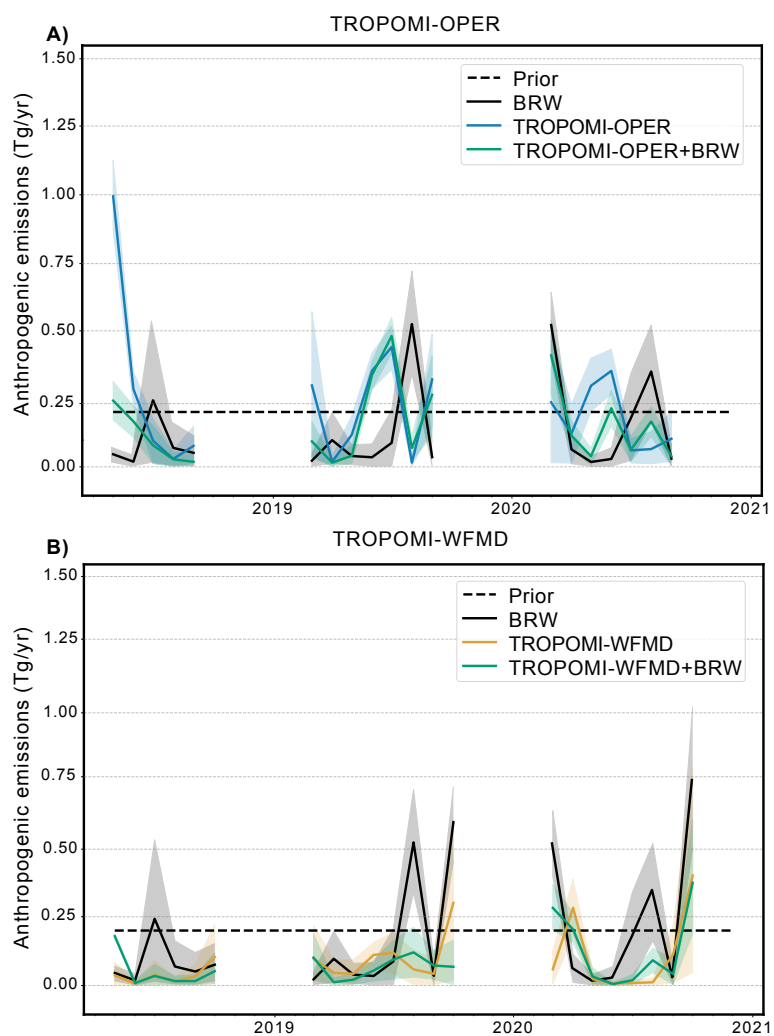 A)
TROPOMI-OPER
Anthropogenic emissions (Tg/yr)
1.50
1.25
1.00
0.75
0.50
0.25
0.00
Prior
BRW
TROPOMI-OPER
TROPOMI-OPER+BRW
2019
2020
2021
B)
TROPOMI-WFMD
Anthropogenic emissions (Tg/yr)
1.50
1.25
1.00
0.75
0.50
0.25
0.00
Prior
BRW
TROPOMI-WFMD
TROPOMI-WFMD+BRW
2019
2020
2021